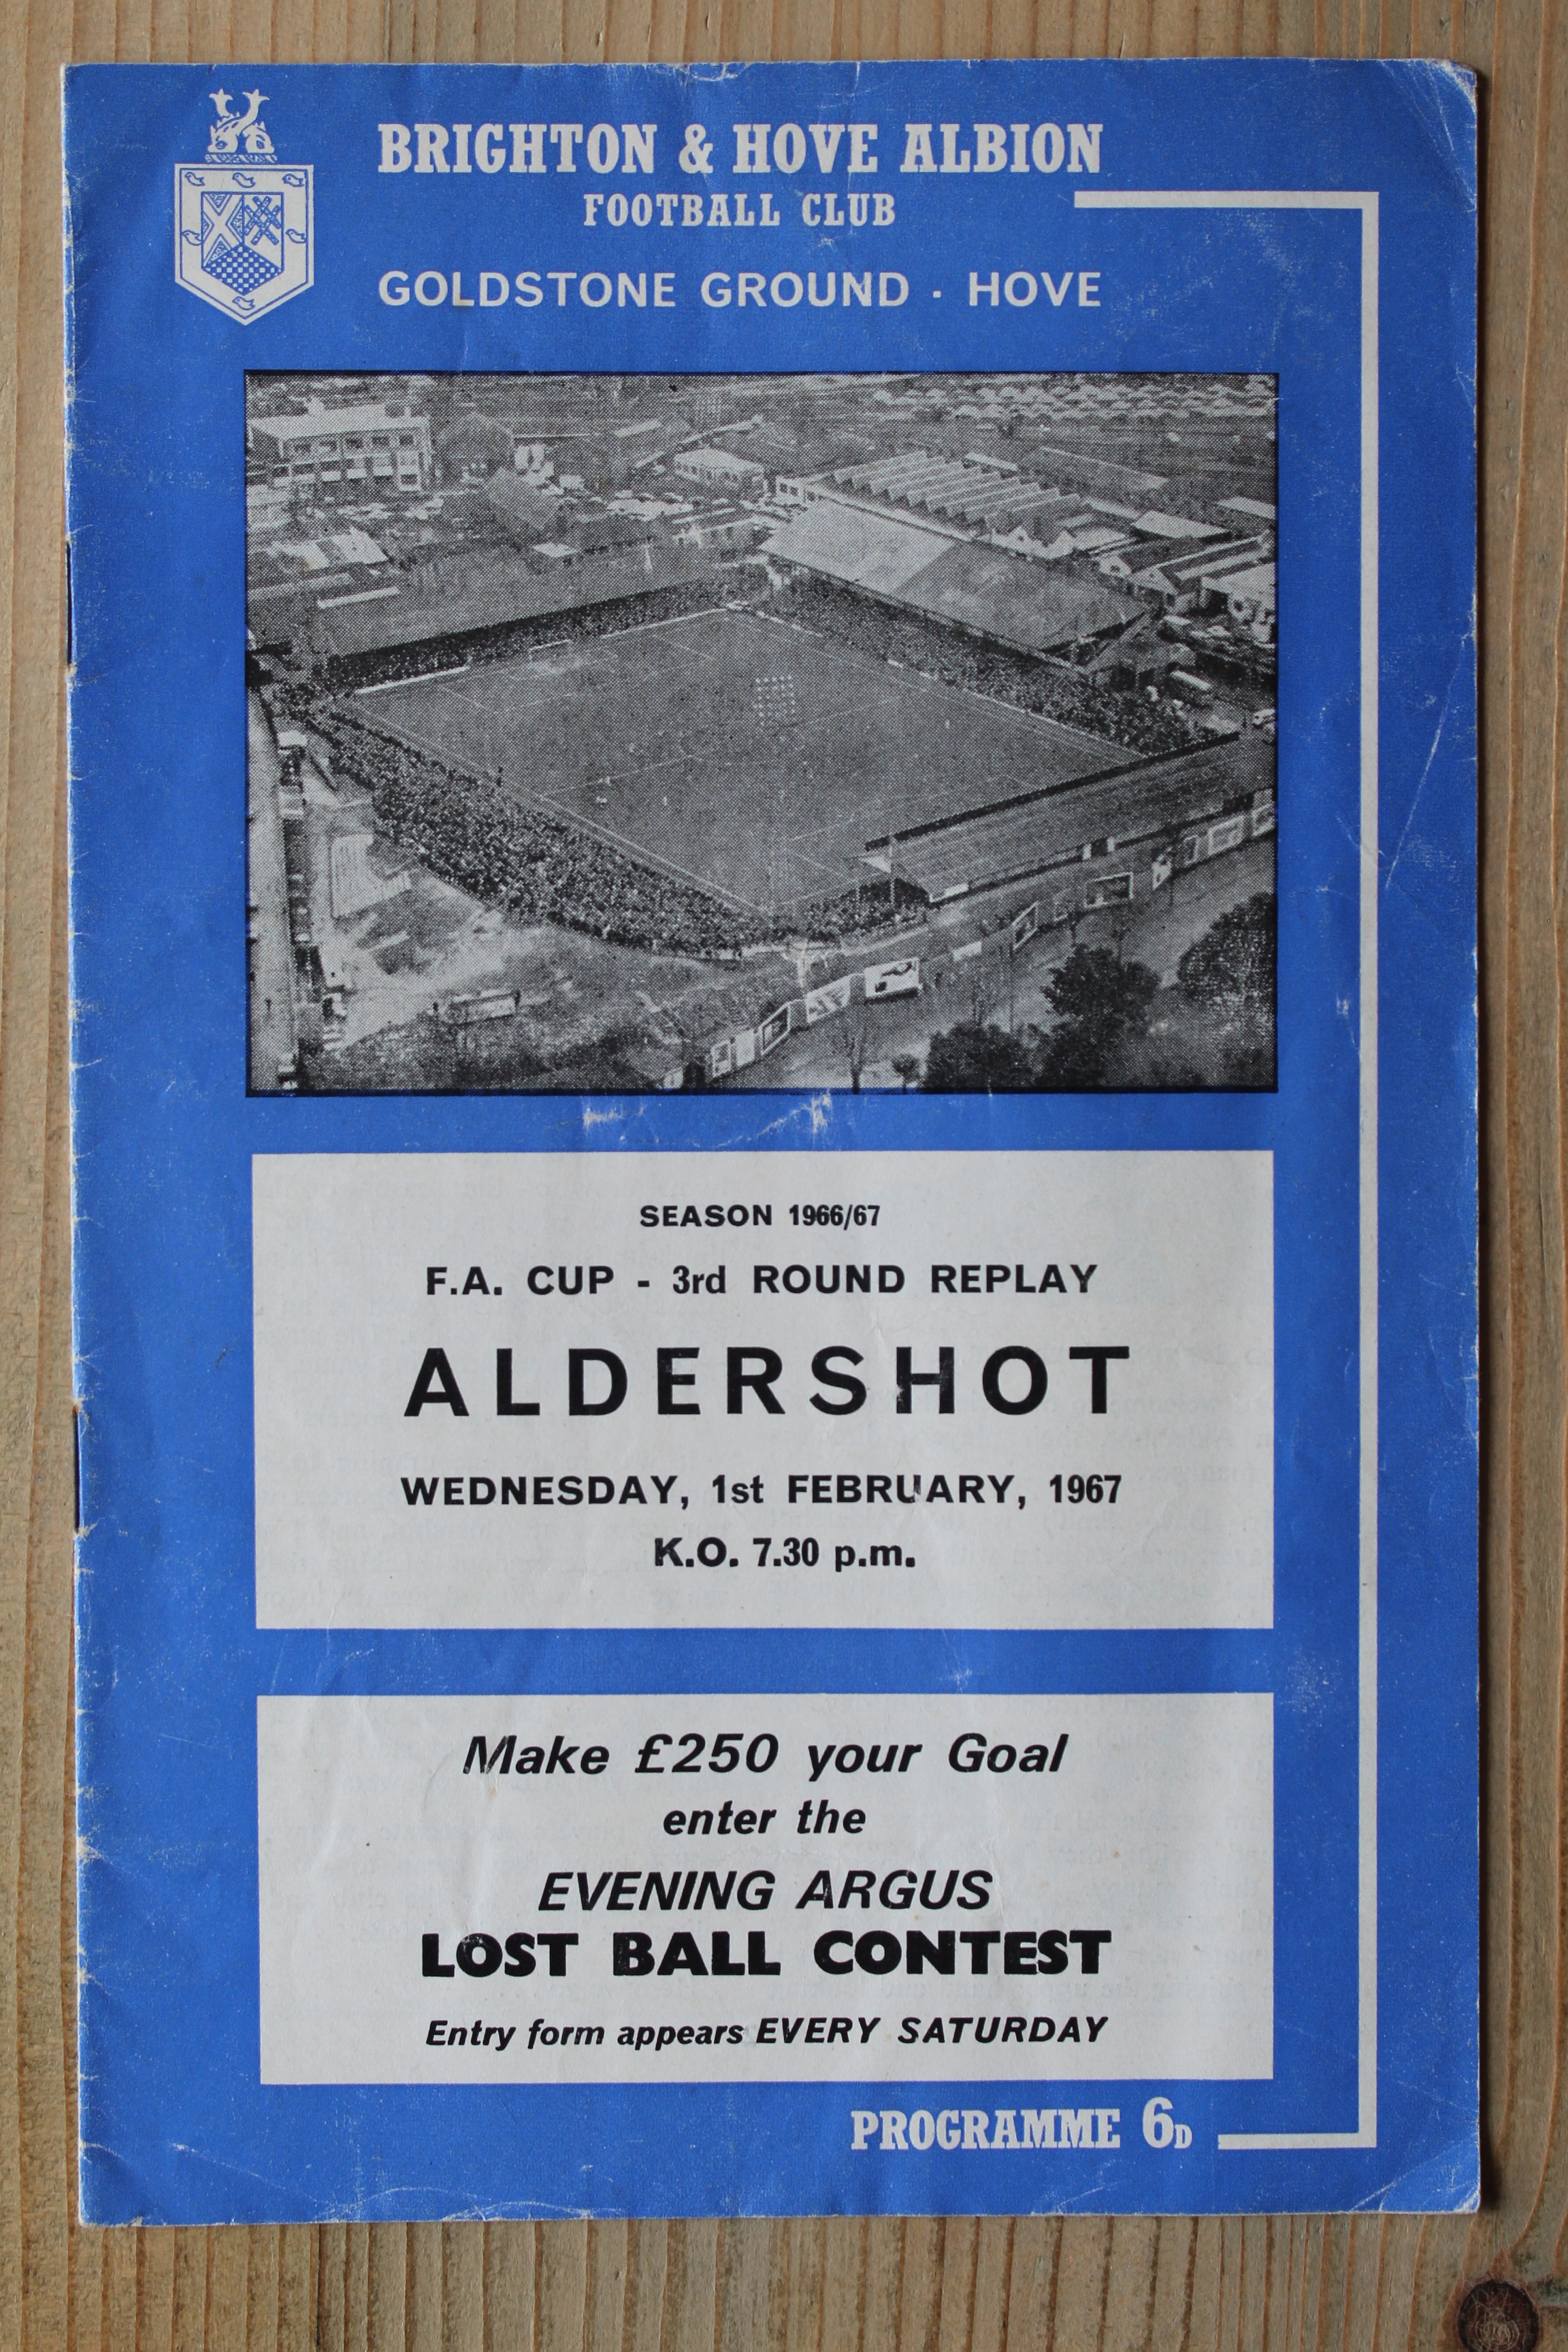 BRIGHTON & HOVE ALBION
FOOTBALL CLUB
GOLDSTONE GROUND · HOVE
SEASON 1966/67
F.A. CUP - 3rd ROUND REPLAY
ALDERSHOT
WEDNESDAY, 1st FEBRUARY, 1967
K.O. 7.30 p.m.
Make £250 your Goal
enter the
EVENING ARGUS
LOST BALL CONTEST
Entry form appears EVERY SATURDAY
PROGRAMME 6D